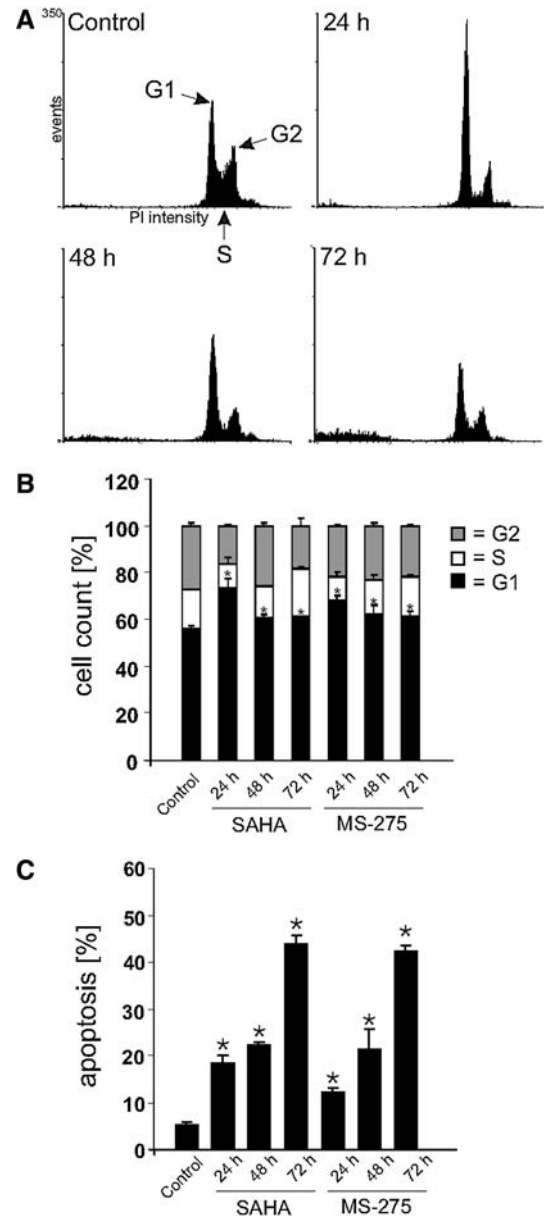 A
350
Control
24 h
G1
G2
events
PI intensity
S
48 h
72 h
B
120
100
80
60
40
20
0
cell count [%]
= G2
= S
= G1
* * * * * *
Control
24 h
48 h
72 h
24 h
48 h
72 h
SAHA
MS-275
C
60
50
40
30
20
10
0
apoptosis [%]
* * * * * *
Control
24 h
48 h
72 h
24 h
48 h
72 h
SAHA
MS-275